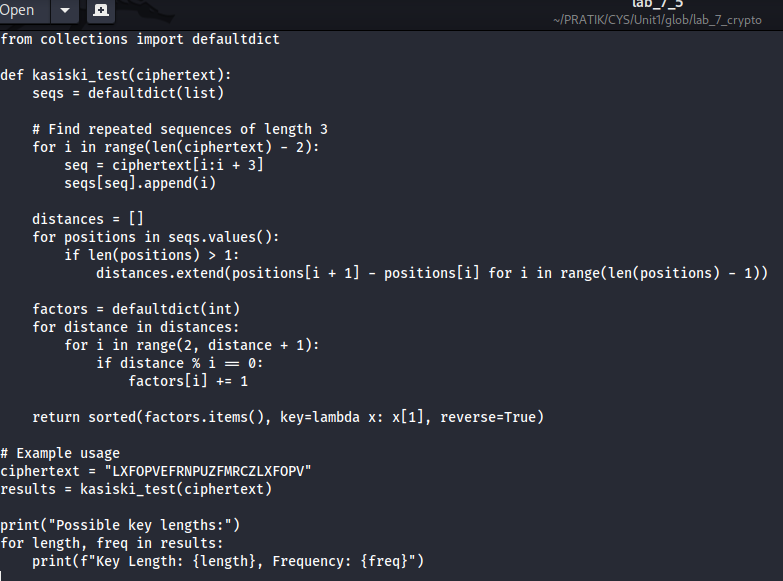 Open
lab_7_5
~/PRATIK/CYS/Unit1/glob/lab_7_crypto
from collections import defaultdict

def kasiski_test(ciphertext):
    seqs = defaultdict(list)

    # Find repeated sequences of length 3
    for i in range(len(ciphertext) - 2):
        seq = ciphertext[i:i + 3]
        seqs[seq].append(i)

    distances = []
    for positions in seqs.values():
        if len(positions) > 1:
            distances.extend(positions[i + 1] - positions[i] for i in range(len(positions) - 1))

    factors = defaultdict(int)
    for distance in distances:
        for i in range(2, distance + 1):
            if distance % i == 0:
                factors[i] += 1

    return sorted(factors.items(), key=lambda x: x[1], reverse=True)

# Example usage
ciphertext = "LXFOPVEFRNPUZFMRCZLXFOPV"
results = kasiski_test(ciphertext)

print("Possible key lengths:")
for length, freq in results:
    print(f"Key Length: {length}, Frequency: {freq}")